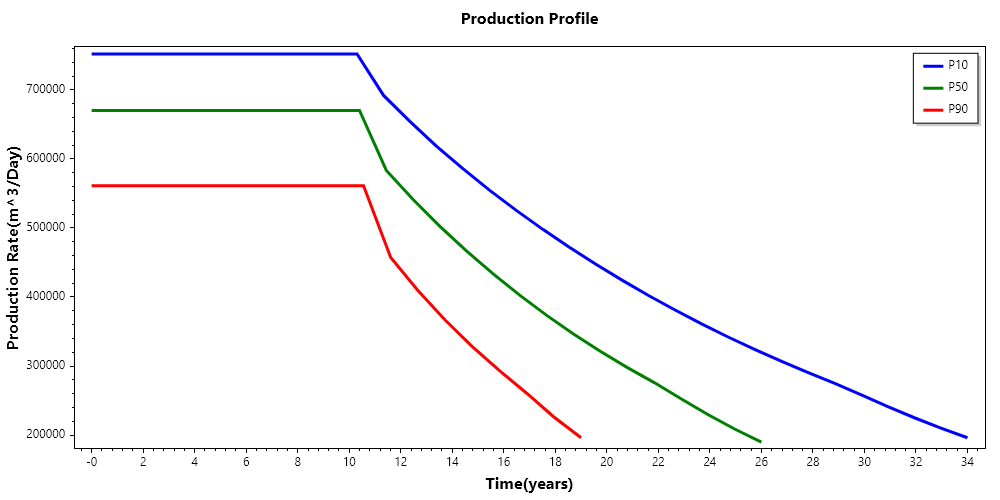 Production Profile
P10
P50
P90
Production Rate(m^3/Day)
700000
600000
500000
400000
300000
200000
-0 2 4 6 8 10 12 14 16 18 20 22 24 26 28 30 32 34
Time(years)